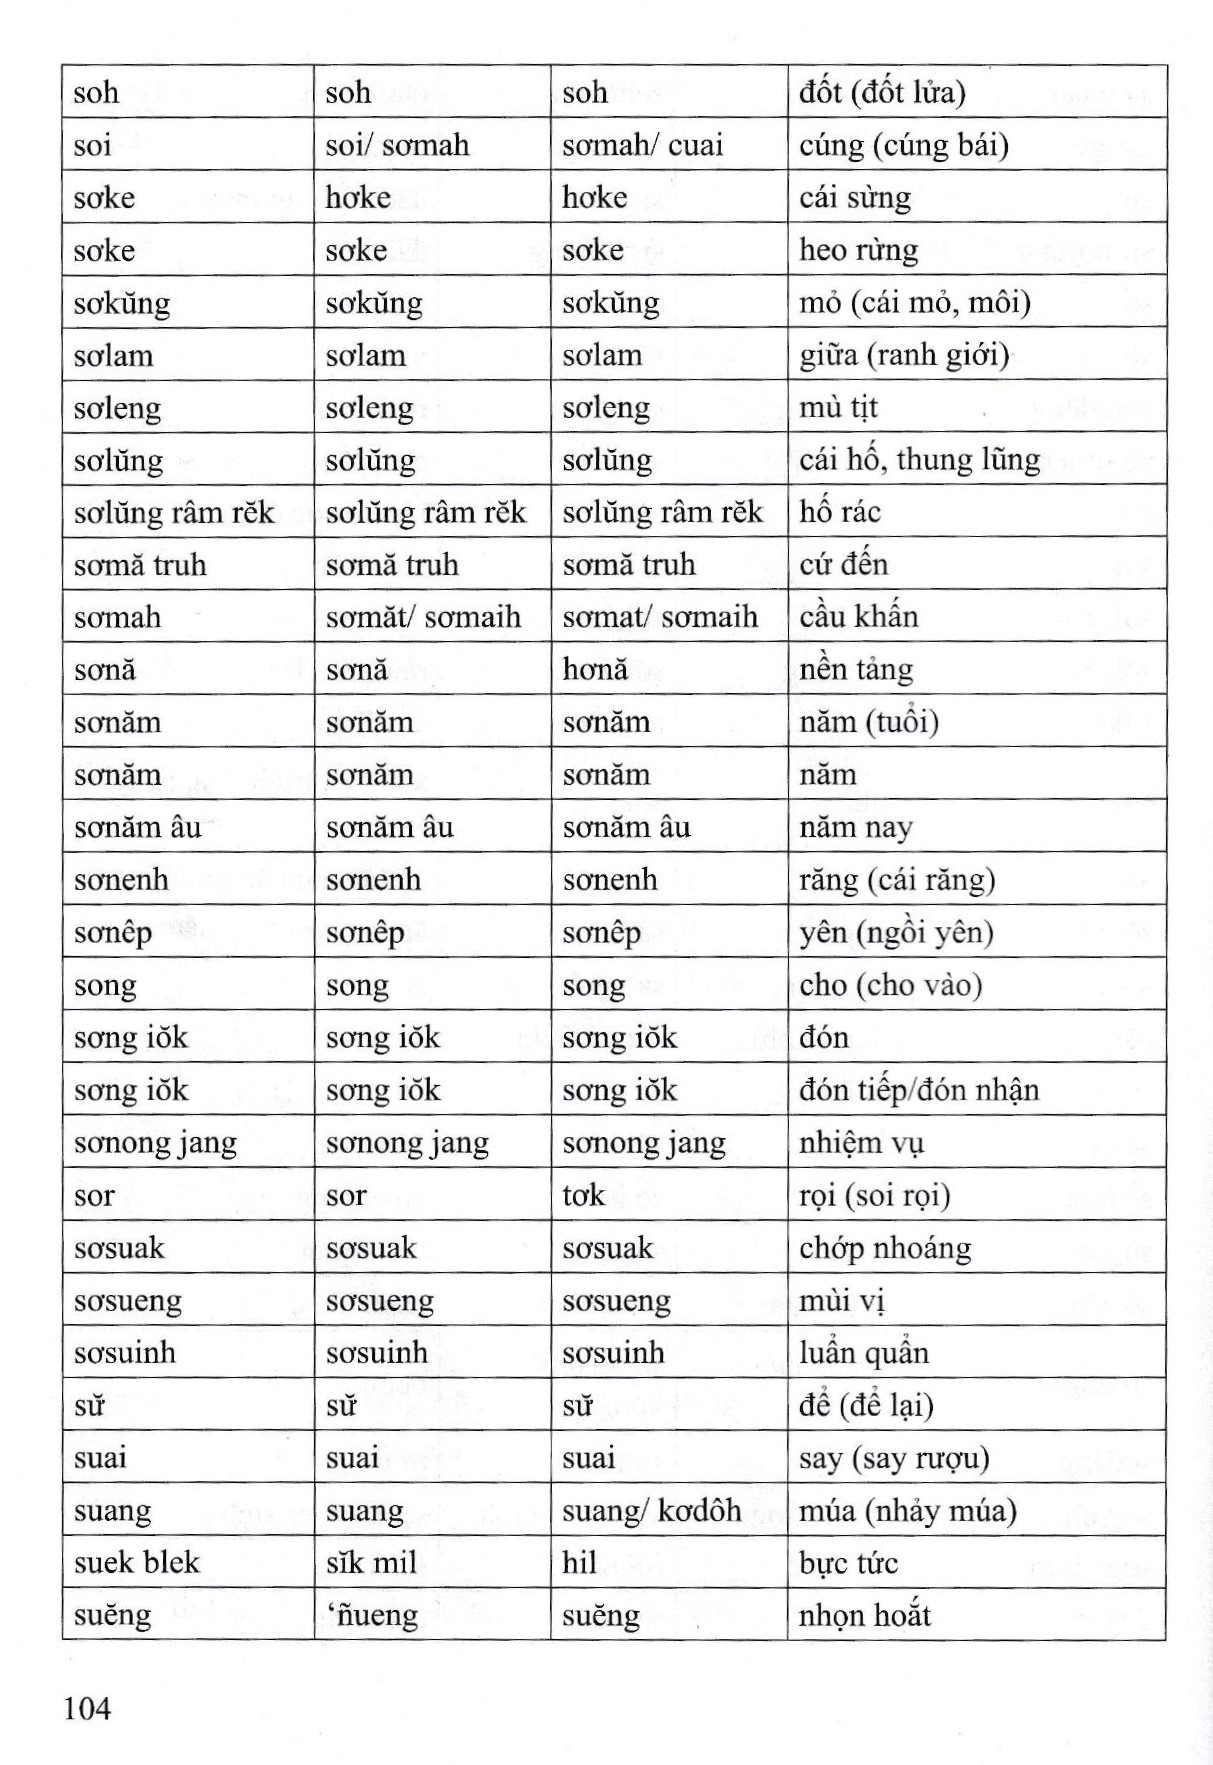 soh soh soh đốt (đốt lửa)
soi soi/ sơmah sơmah/ cuai cúng (cúng bái)
sơke hơke hơke cái sừng
sơke sơke sơke heo rừng
sơkŭng sơkŭng sơkŭng mỏ (cái mỏ, môi)
sơlam sơlam sơlam giữa (ranh giới)
sơleng sơleng sơleng mù tịt
sơlŭng sơlŭng sơlŭng cái hố, thung lũng
sơlŭng râm rĕk sơlŭng râm rĕk sơlŭng râm rĕk hố rác
sơmă truh sơmă truh sơmă truh cứ đến
sơmah sơmăt/ sơmaih sơmat/ sơmaih cầu khấn
sơnă sơnă hơnă nền tảng
sơnăm sơnăm sơnăm năm (tuổi)
sơnăm sơnăm sơnăm năm
sơnăm âu sơnăm âu sơnăm âu năm nay
sơnenh sơnenh sơnenh răng (cái răng)
sơnêp sơnêp sơnêp yên (ngồi yên)
song song song cho (cho vào)
sơng iŏk sơng iŏk sơng iŏk đón
sơng iŏk sơng iŏk sơng iŏk đón tiếp/đón nhận
sơnong jang sơnong jang sơnong jang nhiệm vụ
sor sor tơk rọi (soi rọi)
sơsuak sơsuak sơsuak chớp nhoáng
sơsueng sơsueng sơsueng mùi vị
sơsuinh sơsuinh sơsuinh luẩn quẩn
sư̆ sư̆ sư̆ để (để lại)
suai suai suai say (say rượu)
suang suang suang/ kơdôh múa (nhảy múa)
suek blek sĭk mil hil bực tức
suĕng ‘ñueng suĕng nhọn hoắt
104